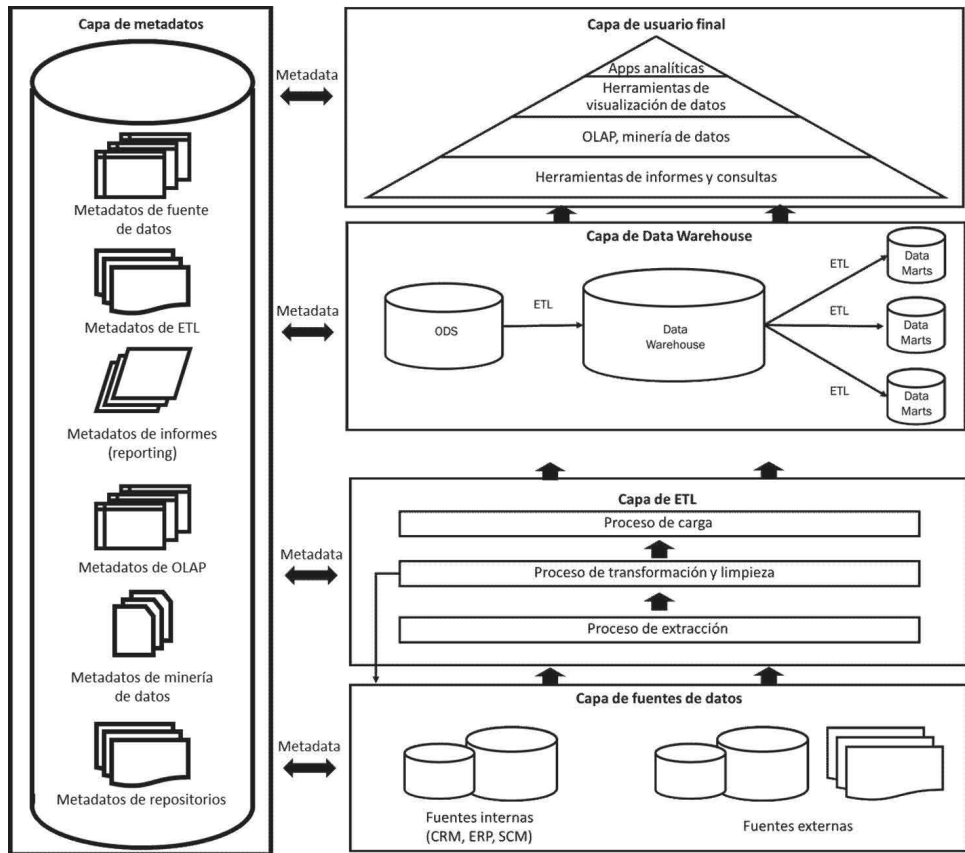 Capa de metadatos
Metadatos de fuente
de datos
Metadatos de ETL
Metadatos de informes
(reporting)
Metadatos de OLAP
Metadatos de minería
de datos
Metadatos de repositorios
Metadata
Metadata
Metadata
Metadata
Capa de usuario final
Apps analíticas
Herramientas de
visualización de datos
OLAP, minería de datos
Herramientas de informes y consultas
Capa de Data Warehouse
ODS
ETL
Data
Warehouse
ETL
ETL
ETL
Data
Marts
Data
Marts
Data
Marts
Capa de ETL
Proceso de carga
Proceso de transformación y limpieza
Proceso de extracción
Capa de fuentes de datos
Fuentes internas
(CRM, ERP, SCM)
Fuentes externas